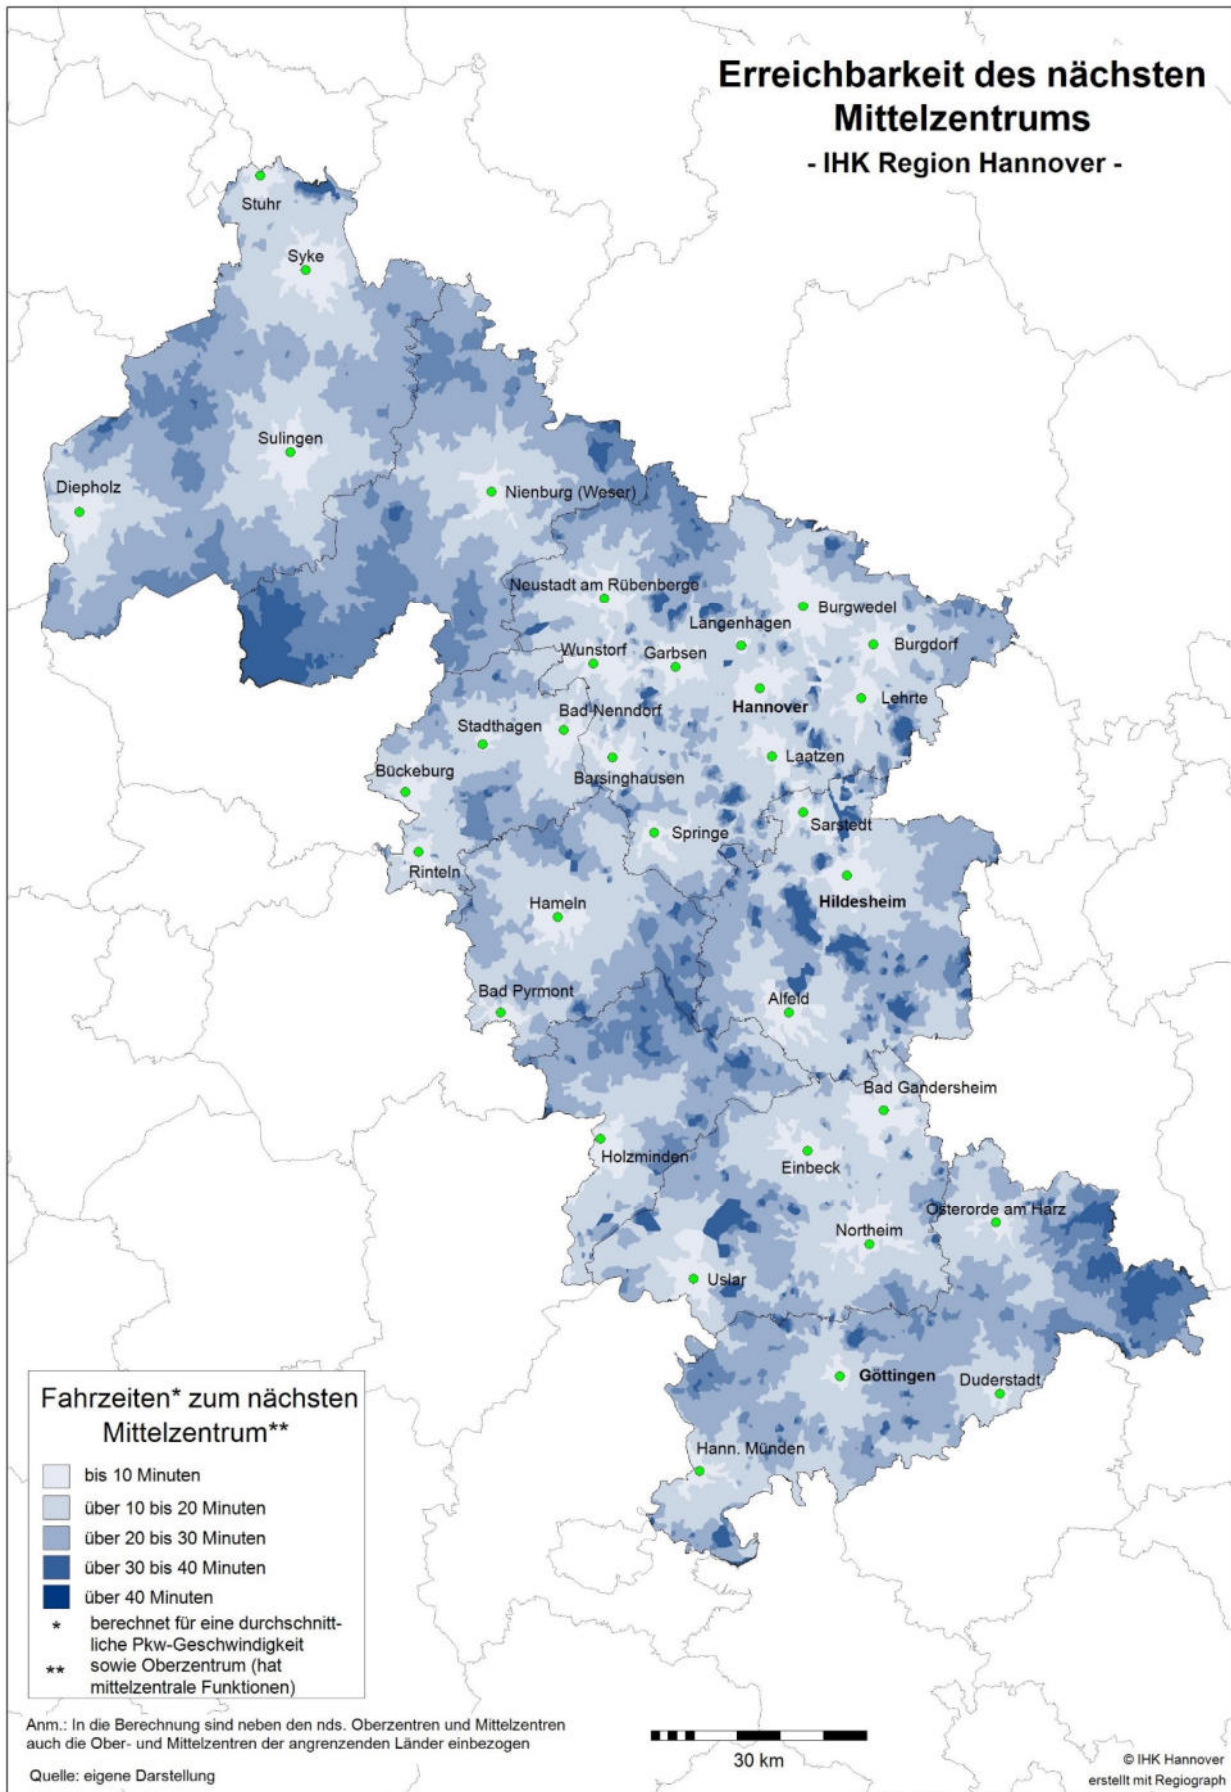 Erreichbarkeit des nächsten
Mittelzentrums
- IHK Region Hannover -
Stuhr
Syke
Sulingen
Diepholz
Nienburg (Weser)
Neustadt am Rübenberge
Burgwedel
Langenhagen
Burgdorf
Wunstorf
Garbsen
Hannover
Lehrte
Bad Nenndorf
Stadthagen
Laatzen
Bückeburg
Barsinghausen
Sarstedt
Springe
Rinteln
Hildesheim
Hameln
Bad Pyrmont
Alfeld
Bad Gandersheim
Holzminden
Einbeck
Osterorde am Harz
Northeim
Uslar
Göttingen
Duderstadt
Hann. Münden
Fahrzeiten* zum nächsten
Mittelzentrum**
bis 10 Minuten
über 10 bis 20 Minuten
über 20 bis 30 Minuten
über 30 bis 40 Minuten
über 40 Minuten
* berechnet für eine durchschnitt-
liche Pkw-Geschwindigkeit
** sowie Oberzentrum (hat
mittelzentrale Funktionen)
Anm.: In die Berechnung sind neben den nds. Oberzentren und Mittelzentren
auch die Ober- und Mittelzentren der angrenzenden Länder einbezogen
Quelle: eigene Darstellung
30 km
© IHK Hannover
erstellt mit Regiograph